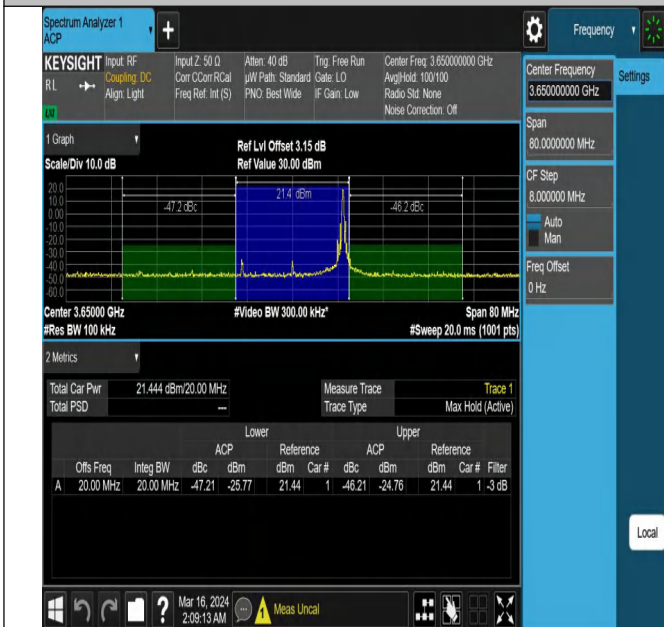 Spectrum Analyzer 1
ACP
+
Frequency
KEYSIGHT
RL
LXI
Input: RF
Coupling: DC
Align: Light
Input Z: 50 Ω
Corr CCorr RCal
Freq Ref: Int (S)
Atten: 40 dB
µW Path: Standard
PNO: Best Wide
Trig: Free Run
Gate: LO
IF Gain: Low
Center Freq: 3.650000000 GHz
Avg|Hold: 100/100
Radio Std: None
Noise Correction: Off
Center Frequency
3.650000000 GHz
Settings
Span
80.0000000 MHz
CF Step
8.000000 MHz
Auto
Man
Freq Offset
0 Hz
1 Graph
Scale/Div 10.0 dB
Ref Lvl Offset 3.15 dB
Ref Value 30.00 dBm
20.0
10.0
0.00
-10.0
-20.0
-30.0
-40.0
-50.0
-60.0
-47.2 dBc
21.4 dBm
-46.2 dBc
Center 3.65000 GHz
#Video BW 300.00 kHz*
Span 80 MHz
#Res BW 100 kHz
#Sweep 20.0 ms (1001 pts)
2 Metrics
Total Car Pwr 21.444 dBm/20.00 MHz
Total PSD ---
Measure Trace Trace 1
Trace Type Max Hold (Active)
Lower Upper
ACP Reference ACP Reference
Offs Freq Integ BW dBc dBm dBm Car # dBc dBm dBm Car # Filter
A 20.00 MHz 20.00 MHz -47.21 -25.77 21.44 1 -46.21 -24.76 21.44 1 -3 dB
Local
?
Mar 16, 2024
2:09:13 AM
Meas Uncal